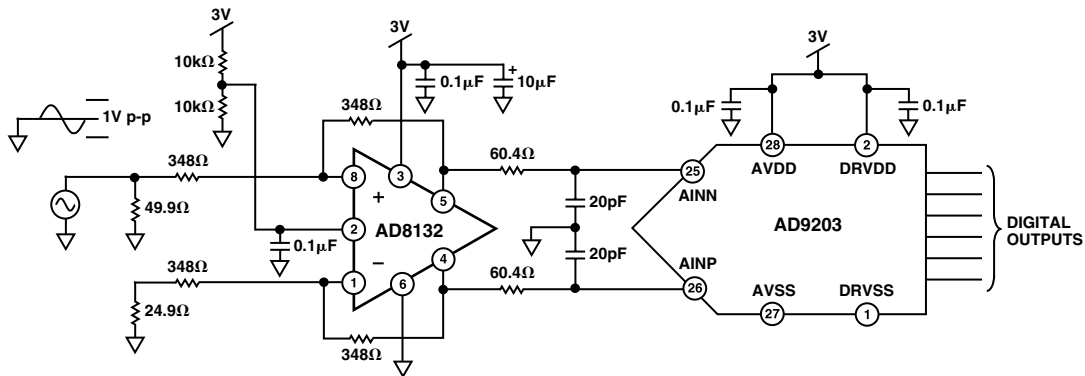 3V
10kΩ
10kΩ
1V p-p
348Ω
49.9Ω
348Ω
24.9Ω
0.1μF
348Ω
348Ω
3V
0.1μF
+
10μF
8
+
2
AD8132
−
1
3
5
4
6
60.4Ω
60.4Ω
20pF
20pF
3V
0.1μF
0.1μF
28
AVDD
2
DRVDD
25
AINN
AD9203
AINP
26
AVSS
27
DRVSS
1
DIGITAL
OUTPUTS